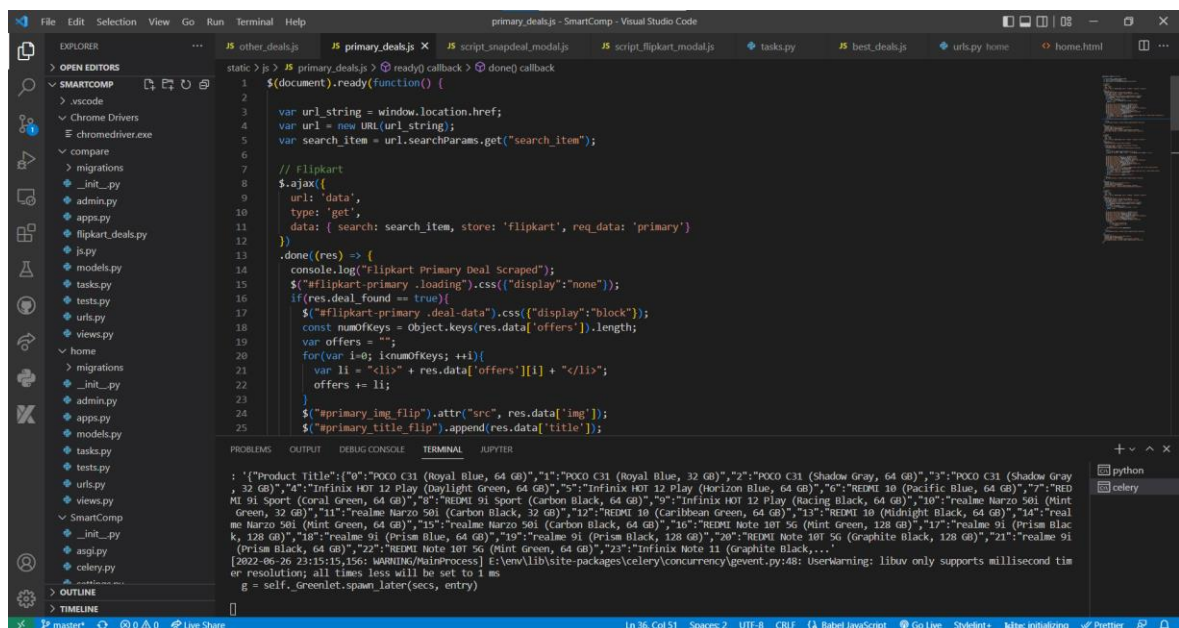 File Edit Selection View Go Run Terminal Help
primary_deals.js - SmartComp - Visual Studio Code
EXPLORER
OPEN EDITORS
SMARTCOMP
.vscode
Chrome Drivers
chromedriver.exe
compare
migrations
__init__.py
admin.py
apps.py
flipkart_deals.py
js.py
models.py
tasks.py
tests.py
urls.py
views.py
home
migrations
__init__.py
admin.py
apps.py
models.py
tasks.py
tests.py
urls.py
views.py
SmartComp
__init__.py
asgi.py
celery.py
OUTLINE
TIMELINE
JS other_deals.js JS primary_deals.js JS script_snapdeal_modal.js JS script_flipkart_modal.js tasks.py JS best_deals.js urls.py home home.html
static > js > JS primary_deals.js > ready() callback > done() callback
1 $(document).ready(function() {
2
3 var url_string = window.location.href;
4 var url = new URL(url_string);
5 var search_item = url.searchParams.get("search_item");
6
7 // Flipkart
8 $.ajax({
9 url: 'data',
10 type: 'get',
11 data: { search: search_item, store: 'flipkart', req_data: 'primary'}
12 })
13 .done((res) => {
14 console.log("Flipkart Primary Deal Scraped");
15 $("#flipkart-primary .loading").css({"display":"none"});
16 if(res.deal_found == true){
17 $("#flipkart-primary .deal-data").css({"display":"block"});
18 const numOfKeys = Object.keys(res.data['offers']).length;
19 var offers = "";
20 for(var i=0; i<numOfKeys; ++i){
21 var li = "<li>" + res.data['offers'][i] + "</li>";
22 offers += li;
23 }
24 $("#primary_img_flip").attr("src", res.data['img']);
25 $("#primary_title_flip").append(res.data['title']);
PROBLEMS OUTPUT DEBUG CONSOLE TERMINAL JUPYTER
: '{"Product Title":{"0":"POCO C31 (Royal Blue, 64 GB)","1":"POCO C31 (Royal Blue, 32 GB)","2":"POCO C31 (Shadow Gray, 64 GB)","3":"POCO C31 (Shadow Gray
, 32 GB)","4":"Infinix HOT 12 Play (Daylight Green, 64 GB)","5":"Infinix HOT 12 Play (Horizon Blue, 64 GB)","6":"REDMI 10 (Pacific Blue, 64 GB)","7":"RED
MI 9i Sport (Coral Green, 64 GB)","8":"REDMI 9i Sport (Carbon Black, 64 GB)","9":"Infinix HOT 12 Play (Racing Black, 64 GB)","10":"realme Narzo 50i (Mint
Green, 32 GB)","11":"realme Narzo 50i (Carbon Black, 32 GB)","12":"REDMI 10 (Caribbean Green, 64 GB)","13":"REDMI 10 (Midnight Black, 64 GB)","14":"real
me Narzo 50i (Mint Green, 64 GB)","15":"realme Narzo 50i (Carbon Black, 64 GB)","16":"REDMI Note 10T 5G (Mint Green, 128 GB)","17":"realme 9i (Prism Blac
k, 128 GB)","18":"realme 9i (Prism Blue, 64 GB)","19":"realme 9i (Prism Black, 128 GB)","20":"REDMI Note 10T 5G (Graphite Black, 128 GB)","21":"realme 9i
(Prism Black, 64 GB)","22":"REDMI Note 10T 5G (Mint Green, 64 GB)","23":"Infinix Note 11 (Graphite Black,...'
[2022-06-26 23:15:15,156: WARNING/MainProcess] E:\env\lib\site-packages\celery\concurrency\gevent.py:48: UserWarning: libuv only supports millisecond tim
er resolution; all times less will be set to 1 ms
g = self._Greenlet.spawn_later(secs, entry)
python
celery
master* 0 0 0 Live Share Ln 36, Col 51 Spaces: 2 UTF-8 CRLF Babel JavaScript Go Live Stylelint+ kite: initializing Prettier